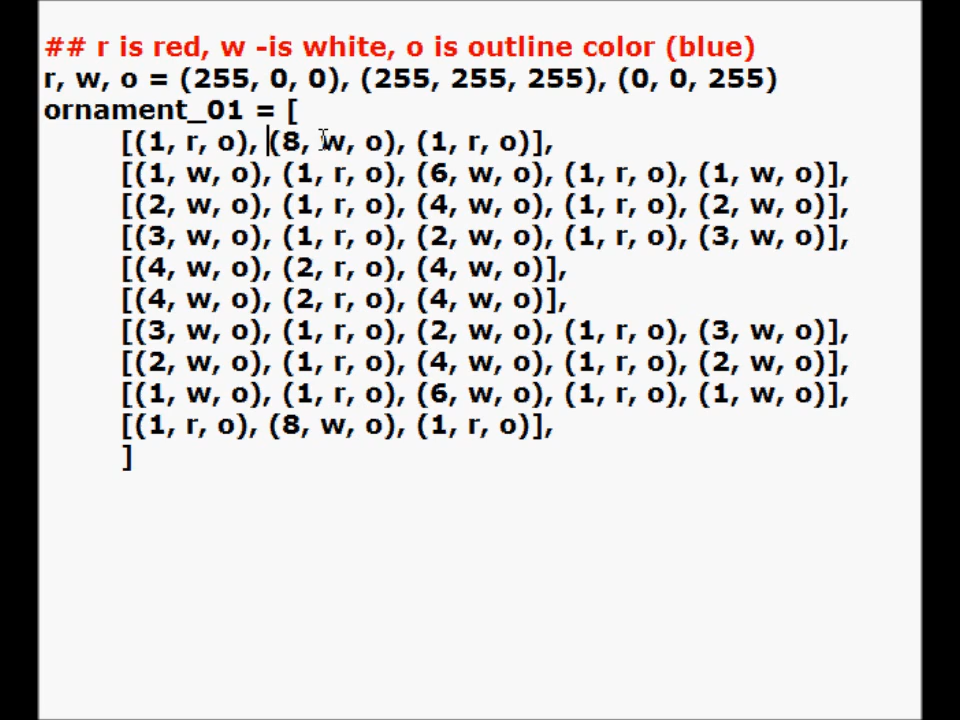 ## r is red, w -is white, o is outline color (blue)
r, w, o = (255, 0, 0), (255, 255, 255), (0, 0, 255)
ornament_01 = [
[(1, r, o), (8, w, o), (1, r, o)],
[(1, w, o), (1, r, o), (6, w, o), (1, r, o), (1, w, o)],
[(2, w, o), (1, r, o), (4, w, o), (1, r, o), (2, w, o)],
[(3, w, o), (1, r, o), (2, w, o), (1, r, o), (3, w, o)],
[(4, w, o), (2, r, o), (4, w, o)],
[(4, w, o), (2, r, o), (4, w, o)],
[(3, w, o), (1, r, o), (2, w, o), (1, r, o), (3, w, o)],
[(2, w, o), (1, r, o), (4, w, o), (1, r, o), (2, w, o)],
[(1, w, o), (1, r, o), (6, w, o), (1, r, o), (1, w, o)],
[(1, r, o), (8, w, o), (1, r, o)],
]